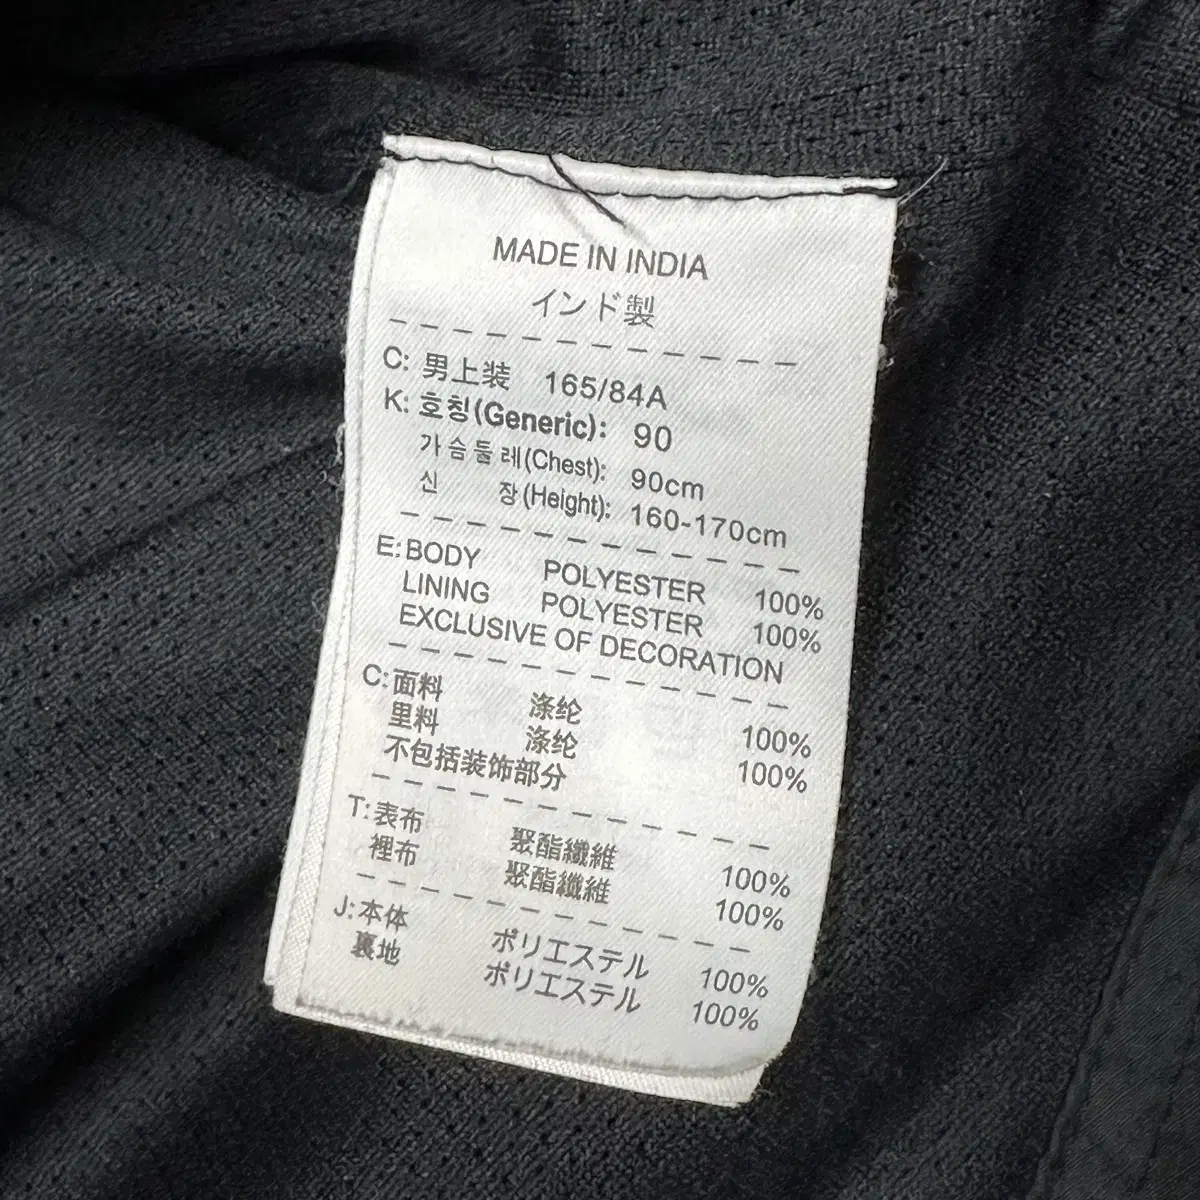 MADE IN INDIA
インド製
C: 男上装 165/84A
K: 호칭(Generic): 90
가슴둘레(Chest): 90cm
신 장(Height): 160-170cm
E: BODY POLYESTER 100%
LINING POLYESTER 100%
EXCLUSIVE OF DECORATION
C: 面料 涤纶 100%
里料 涤纶 100%
不包括装饰部分
T: 表布 聚酯纖維 100%
裡布 聚酯纖維 100%
J: 本体 ポリエステル 100%
裏地 ポリエステル 100%